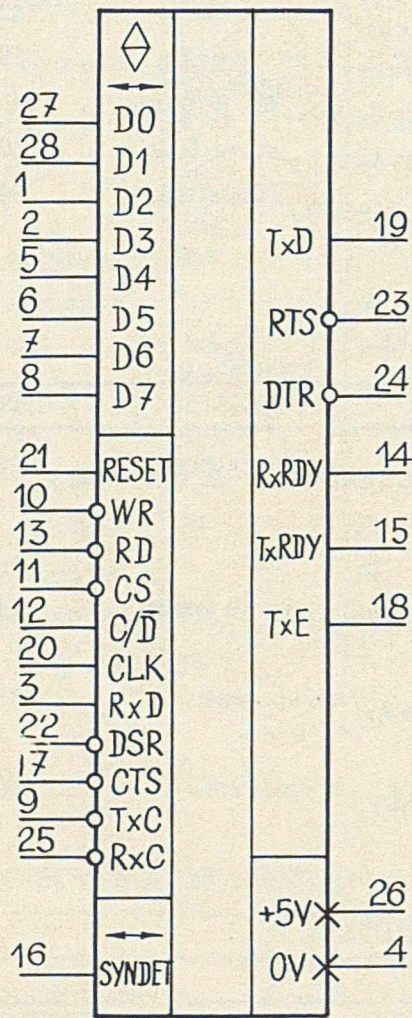 27 D0
28 D1
1 D2
2 D3 TxD 19
5 D4
6 D5 RTS 23
7 D6
8 D7 DTR 24
21 RESET RxRDY 14
10 WR
13 RD TxRDY 15
11 CS
12 C/D̅ TxE 18
20 CLK
3 RxD
22 DSR
17 CTS
9 TxC
25 RxC
+5V 26
16 SYNDET 0V 4